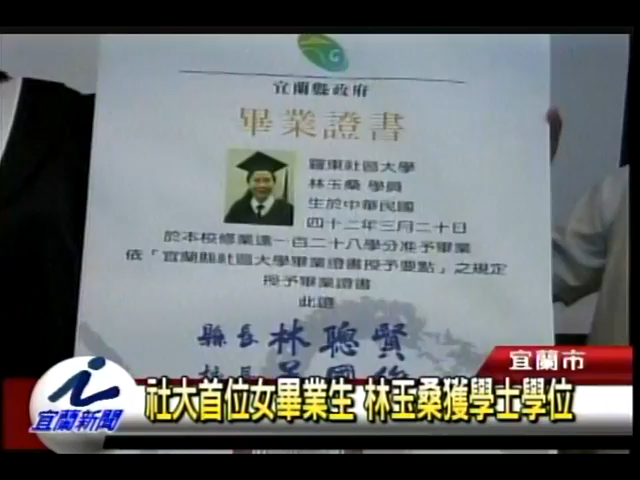 宜蘭縣政府
畢業證書
羅東社區大學
林玉桑 學員
生於中華民國
四十二年三月二十日
於本校修業達一百二十八學分准予畢業
依「宜蘭縣社區大學畢業證書授予要點」之規定
授予畢業證書
此證
縣長 林聰賢
校長
宜蘭市
社大首位女畢業生 林玉桑獲學士學位
宜蘭新聞